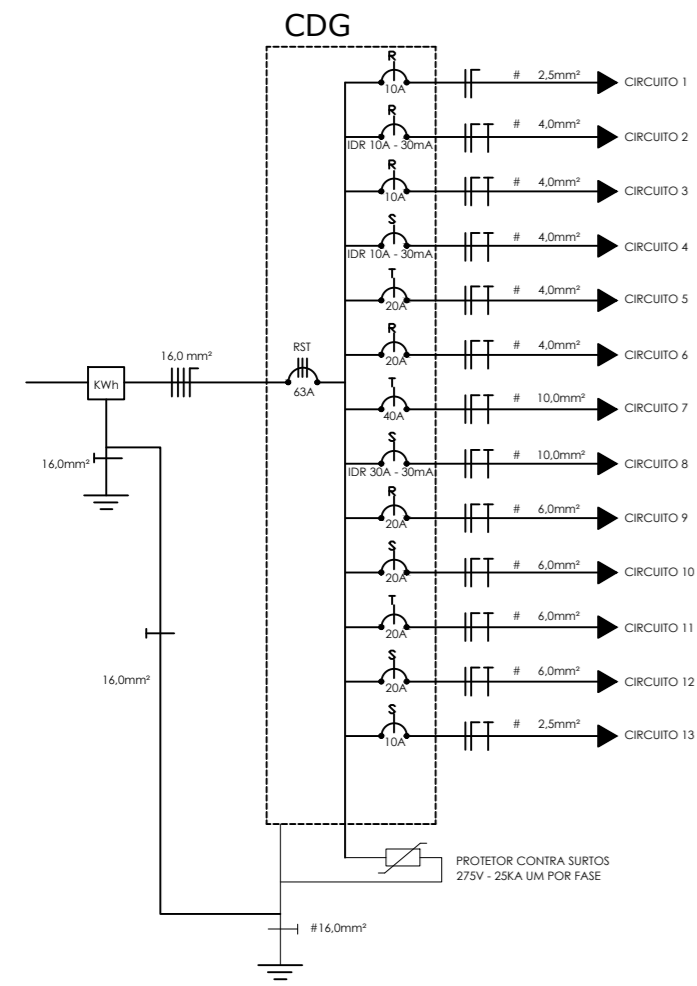 CDG
R
10A
# 2,5mm²
CIRCUITO 1
R
IDR 10A - 30mA
# 4,0mm²
CIRCUITO 2
R
10A
# 4,0mm²
CIRCUITO 3
S
IDR 10A - 30mA
# 4,0mm²
CIRCUITO 4
T
20A
# 4,0mm²
CIRCUITO 5
R
20A
# 4,0mm²
CIRCUITO 6
KWh
16,0 mm²
RST
63A
T
40A
# 10,0mm²
CIRCUITO 7
S
IDR 30A - 30mA
# 10,0mm²
CIRCUITO 8
16,0mm²
R
20A
# 6,0mm²
CIRCUITO 9
S
20A
# 6,0mm²
CIRCUITO 10
T
20A
# 6,0mm²
CIRCUITO 11
16,0mm²
S
20A
# 6,0mm²
CIRCUITO 12
S
10A
# 2,5mm²
CIRCUITO 13
PROTETOR CONTRA SURTOS
275V - 25KA UM POR FASE
#16,0mm²